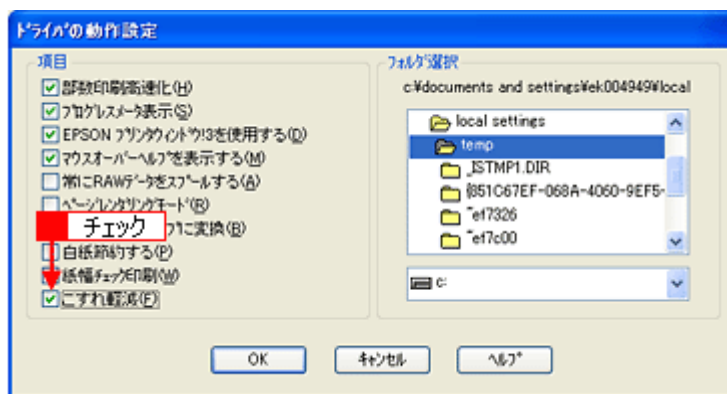 ドライバの動作設定
項目
部数印刷高速化(H)
プログレスメータ表示(S)
EPSON プリンタウィンドウ!3を使用する(O)
マウスオーバーヘルプを表示する(M)
常にRAWデータをスプールする(A)
ページレンダリングモード(R)
チェック
に変換(B)
白紙節約する(P)
紙幅チェック印刷(W)
こすれ軽減(F)
フォルダ選択
c:¥documents and settings¥ek004949¥local
local settings
temp
_ISTMP1.DIR
{851C67EF-068A-4060-9EF5-
~ef7326
~ef7c00
c:
OK
キャンセル
ヘルプ